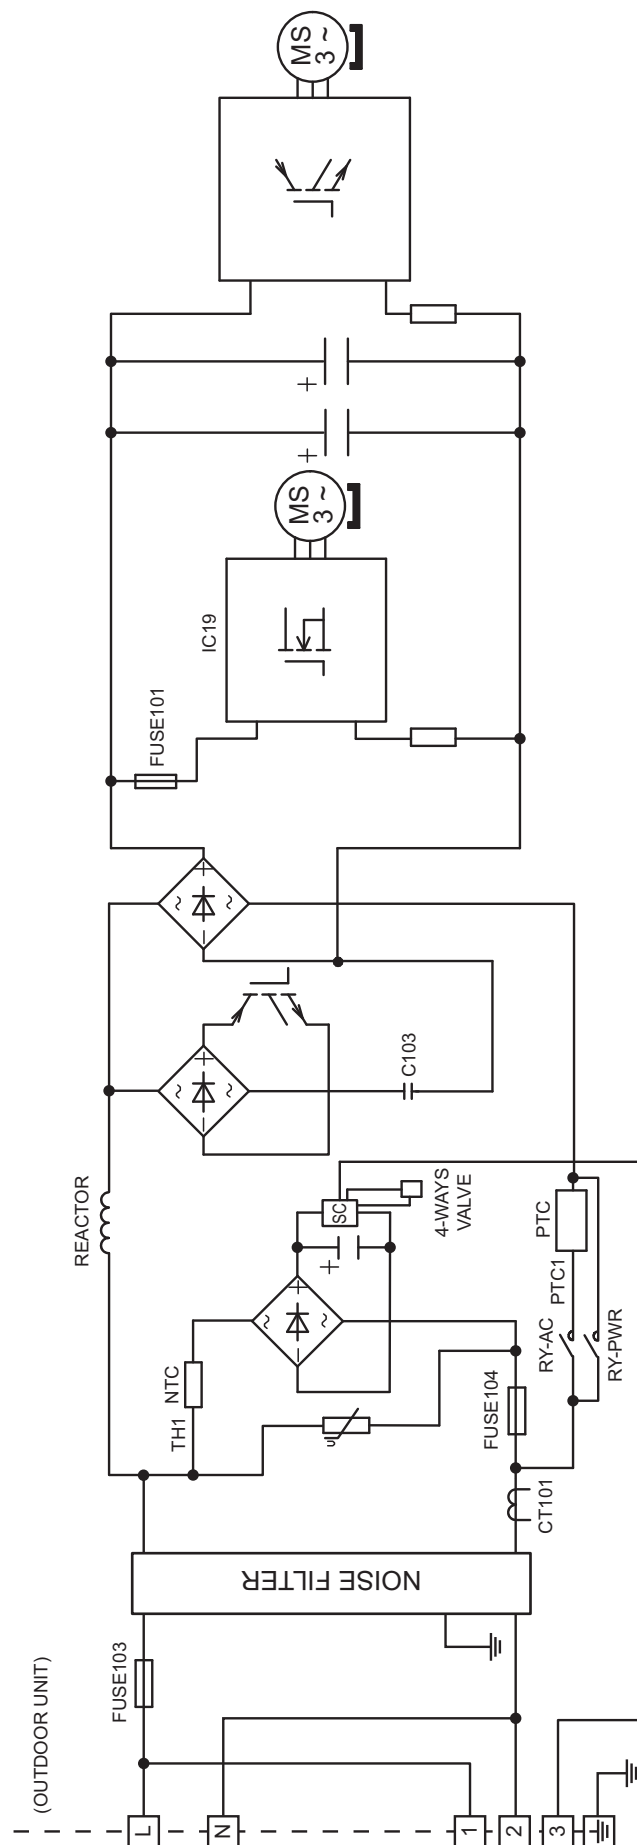 (OUTDOOR UNIT)
L
N
1
2
3
FUSE103
NOISE FILTER
CT101
FUSE104
TH1
NTC
REACTOR
RY-AC
RY-PWR
PTC1
PTC
SC
4-WAYS
VALVE
C103
FUSE101
IC19
MS
3 ~
MS
3 ~